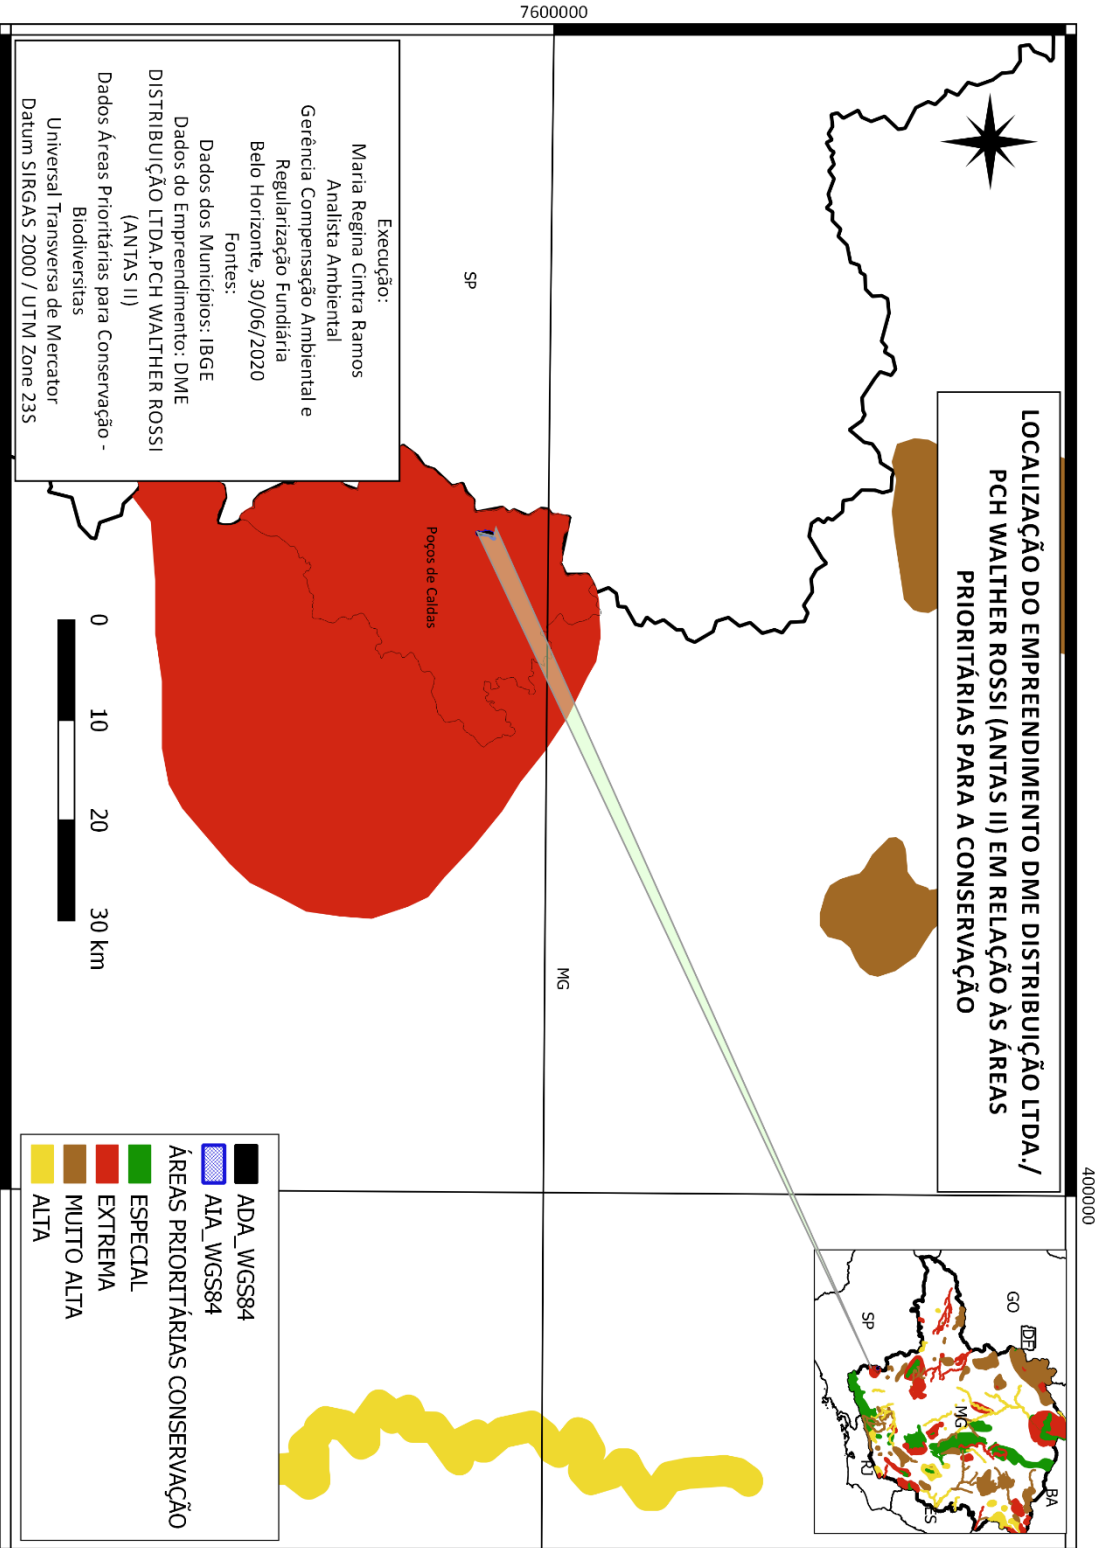 7600000
400000
LOCALIZAÇÃO DO EMPREENDIMENTO DME DISTRIBUIÇÃO LTDA./
PCH WALTHER ROSSI (ANTAS II) EM RELAÇÃO ÀS ÁREAS
PRIORITÁRIAS PARA A CONSERVAÇÃO
GO
DF
BA
SP
MG
ES
RJ
SP
MG
Poços de Caldas
Execução:
Maria Regina Cintra Ramos
Analista Ambiental
Gerência Compensação Ambiental e
Regularização Fundiária
Belo Horizonte, 30/06/2020
Fontes:
Dados dos Municípios: IBGE
Dados do Empreendimento: DME
DISTRIBUIÇÃO LTDA.PCH WALTHER ROSSI
(ANTAS II)
Dados Áreas Prioritárias para Conservação -
Biodiversitas
Universal Transversa de Mercator
Datum SIRGAS 2000 / UTM Zone 23S
0 10 20 30 km
ADA_WGS84
AIA_WGS84
ÁREAS PRIORITÁRIAS CONSERVAÇÃO
ESPECIAL
EXTREMA
MUITO ALTA
ALTA